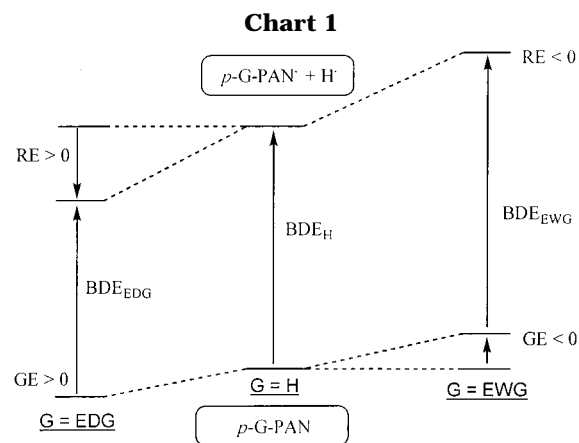 Chart 1
p-G-PAN· + H·
RE < 0
RE > 0
BDE_H
BDE_EWG
BDE_EDG
GE < 0
GE > 0
G = EDG
G = H
G = EWG
p-G-PAN